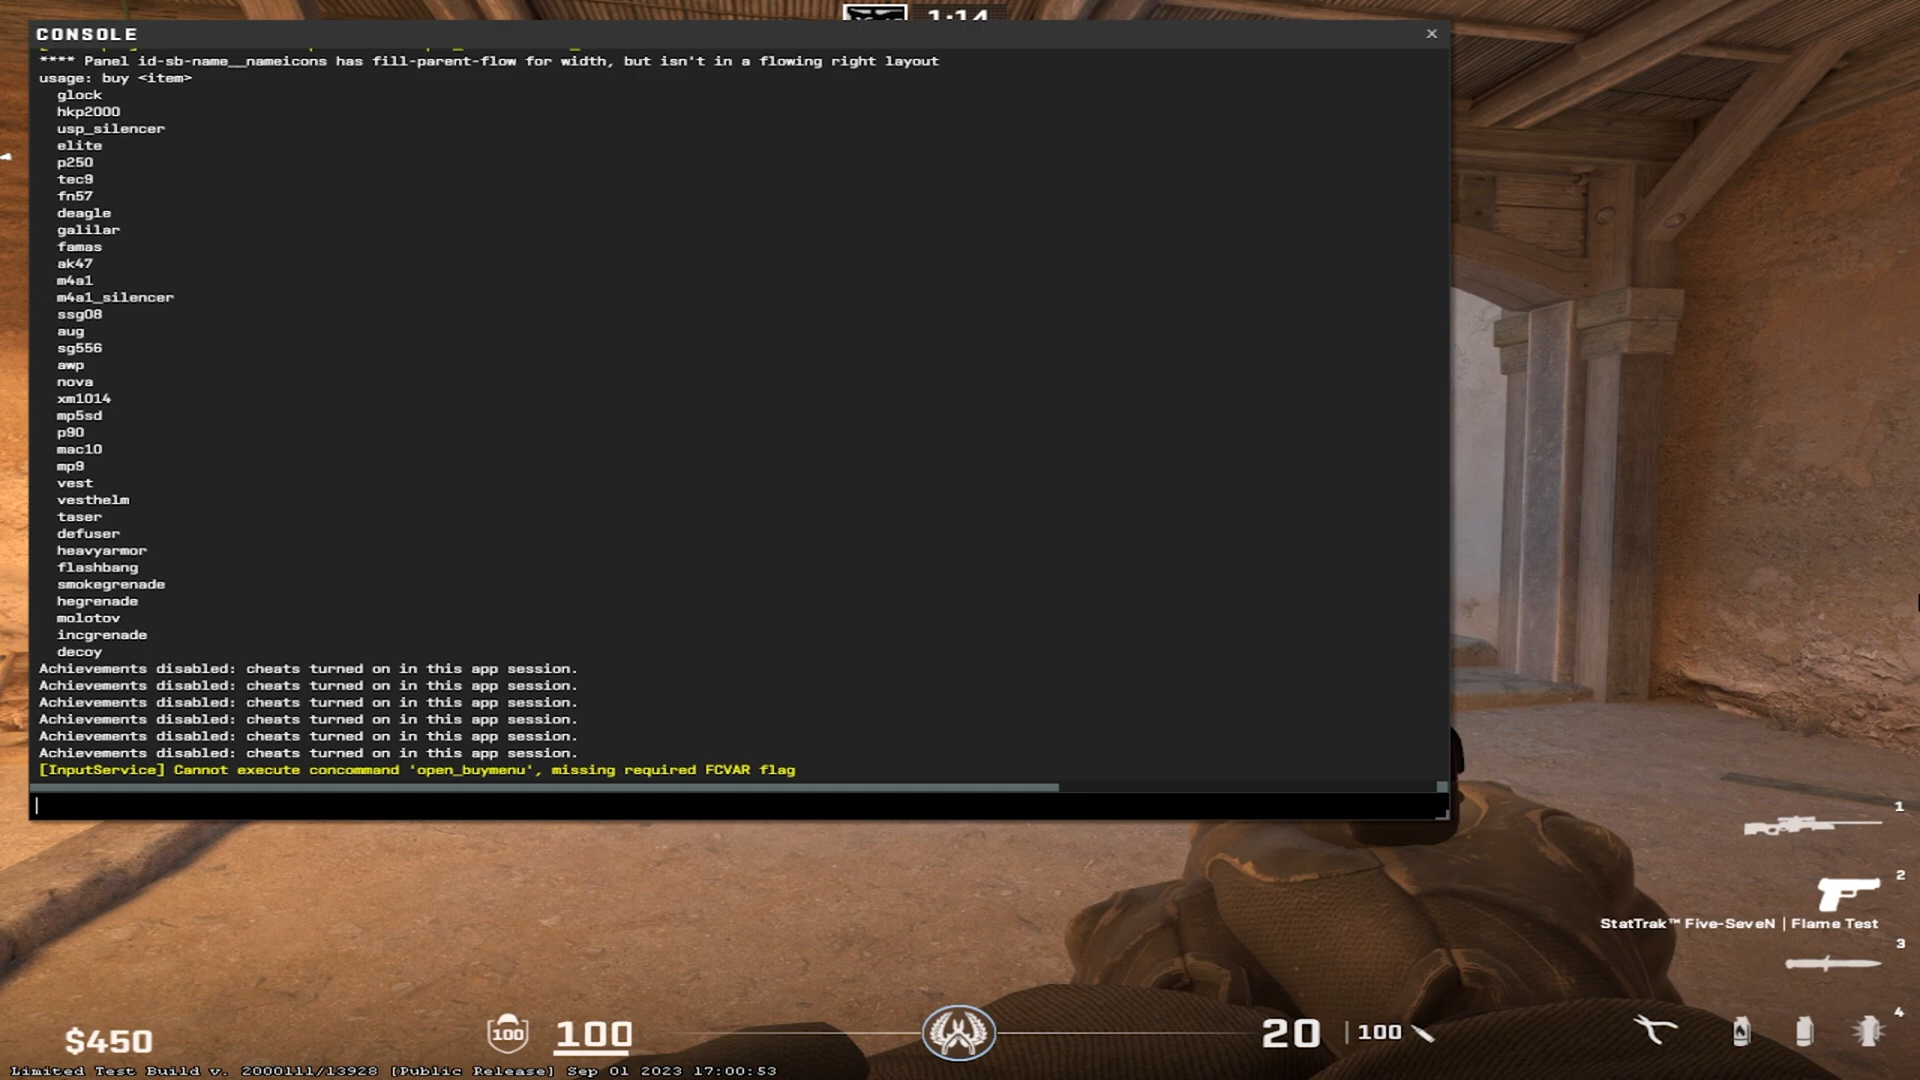 1:14
CONSOLE
**** Panel id-sb-name__nameicons has fill-parent-flow for width, but isn't in a flowing right layout
usage: buy <item>
glock
hkp2000
usp_silencer
elite
p250
tec9
fn57
deagle
galilar
famas
ak47
m4a1
m4a1_silencer
ssg08
aug
sg556
awp
nova
xm1014
mp5sd
p90
mac10
mp9
vest
vesthelm
taser
defuser
heavyarmor
flashbang
smokegrenade
hegrenade
molotov
incgrenade
decoy
Achievements disabled: cheats turned on in this app session.
Achievements disabled: cheats turned on in this app session.
Achievements disabled: cheats turned on in this app session.
Achievements disabled: cheats turned on in this app session.
Achievements disabled: cheats turned on in this app session.
Achievements disabled: cheats turned on in this app session.
[InputService] Cannot execute concommand 'open_buymenu', missing required FCVAR flag
1
2
StatTrak™ Five-SeveN | Flame Test
3
4
$450
100
100
20 | 100
Limited Test Build v. 2000111/13928 [Public Release] Sep 01 2023 17:00:53